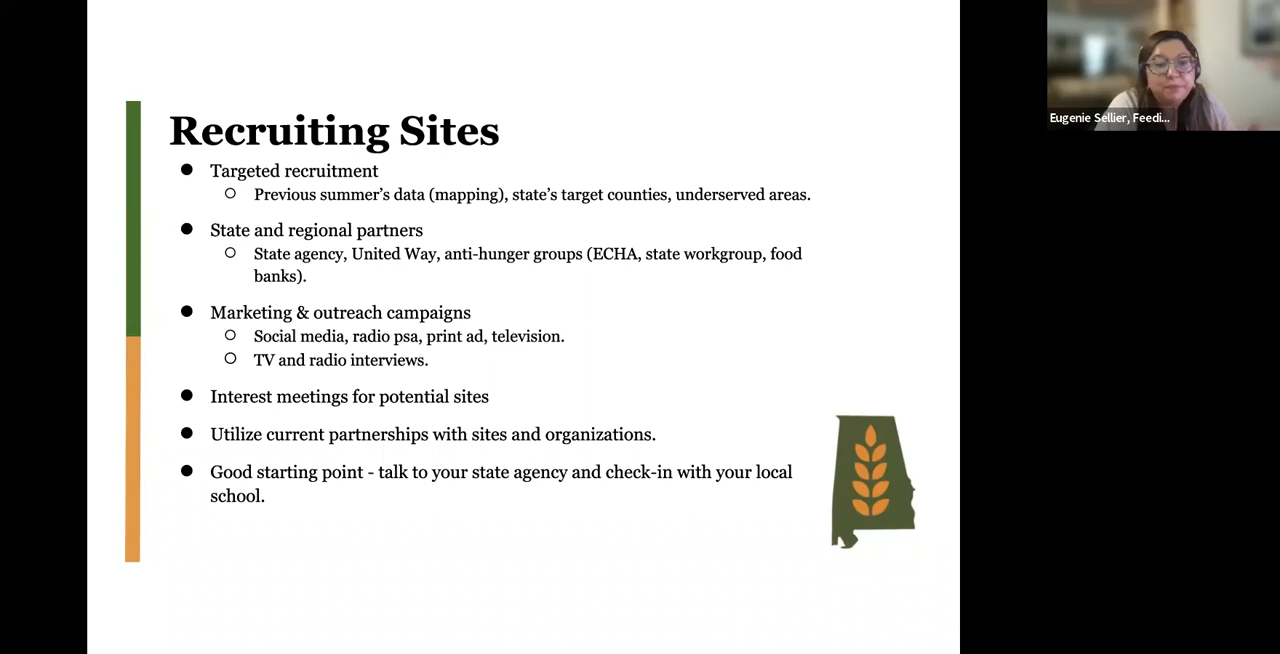 Recruiting Sites
● Targeted recruitment
○ Previous summer's data (mapping), state's target counties, underserved areas.
● State and regional partners
○ State agency, United Way, anti-hunger groups (ECHA, state workgroup, food
banks).
● Marketing & outreach campaigns
○ Social media, radio psa, print ad, television.
○ TV and radio interviews.
● Interest meetings for potential sites
● Utilize current partnerships with sites and organizations.
● Good starting point - talk to your state agency and check-in with your local
school.
Eugenie Sellier, Feedi...